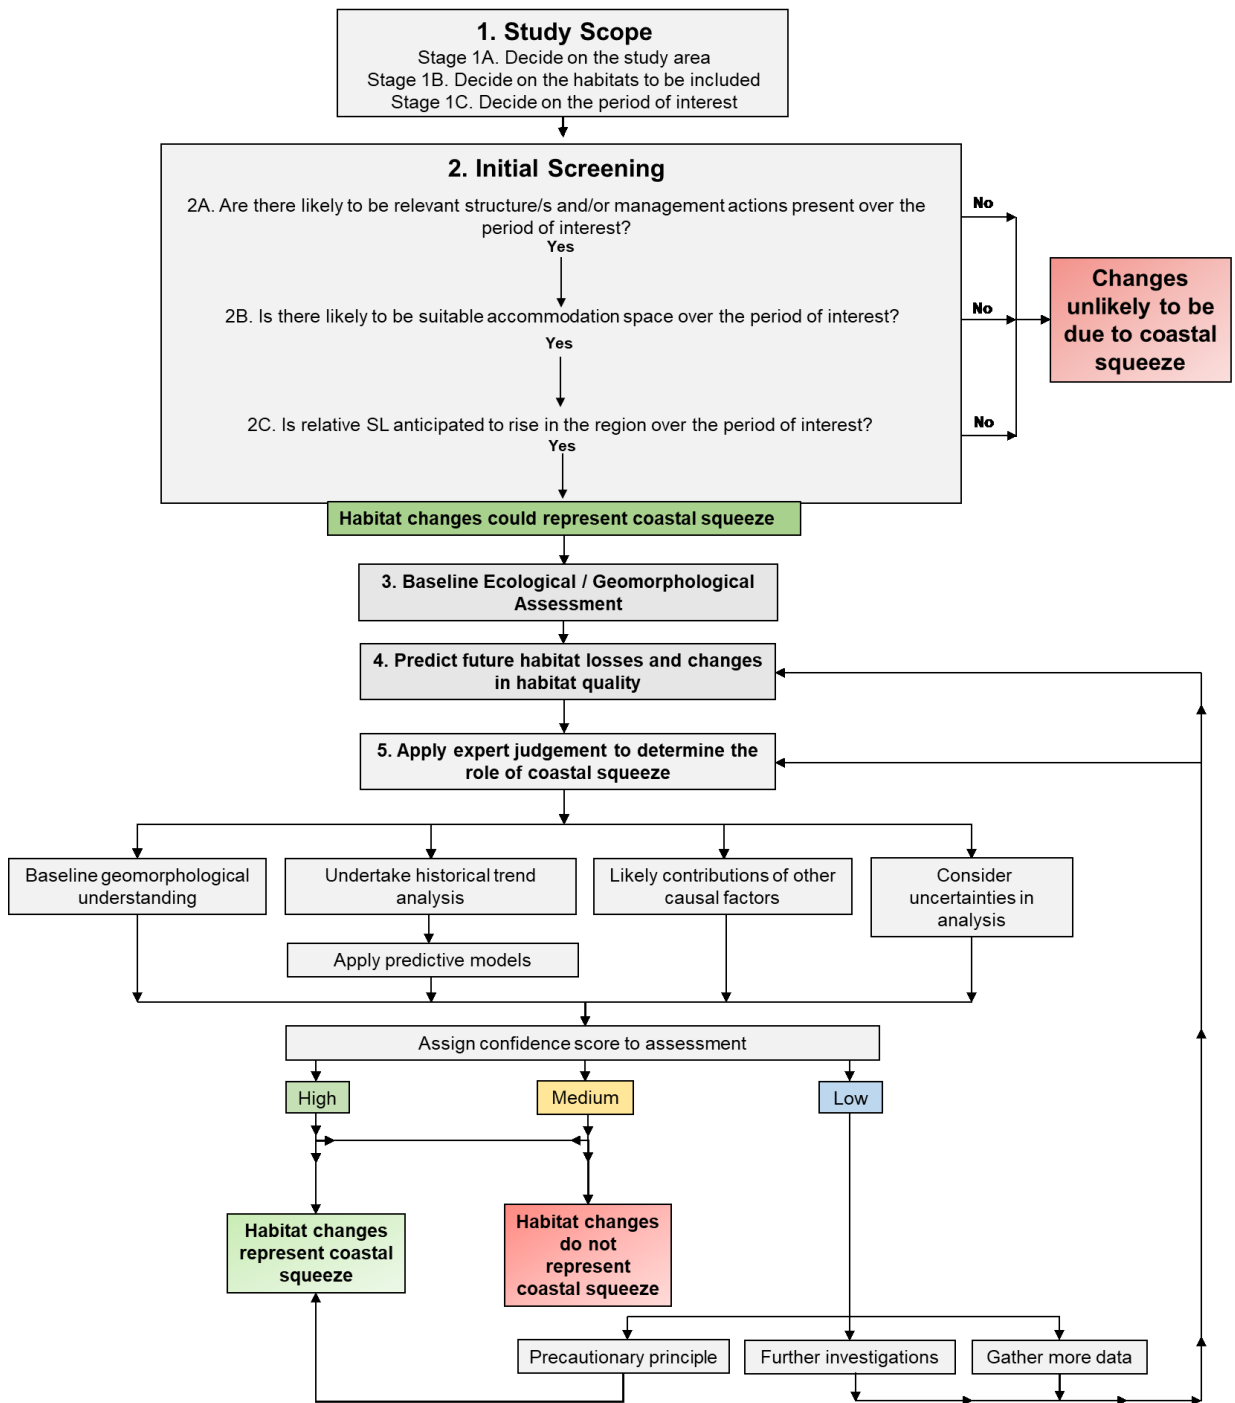 1. Study Scope
Stage 1A. Decide on the study area
Stage 1B. Decide on the habitats to be included
Stage 1C. Decide on the period of interest
2. Initial Screening
2A. Are there likely to be relevant structure/s and/or management actions present over the
period of interest?
Yes
No
2B. Is there likely to be suitable accommodation space over the period of interest?
Yes
No
2C. Is relative SL anticipated to rise in the region over the period of interest?
Yes
No
Changes
unlikely to be
due to coastal
squeeze
Habitat changes could represent coastal squeeze
3. Baseline Ecological / Geomorphological
Assessment
4. Predict future habitat losses and changes
in habitat quality
5. Apply expert judgement to determine the
role of coastal squeeze
Baseline geomorphological
understanding
Undertake historical trend
analysis
Likely contributions of other
causal factors
Consider
uncertainties in
analysis
Apply predictive models
Assign confidence score to assessment
High
Medium
Low
Habitat changes
represent coastal
squeeze
Habitat changes
do not
represent
coastal squeeze
Precautionary principle
Further investigations
Gather more data